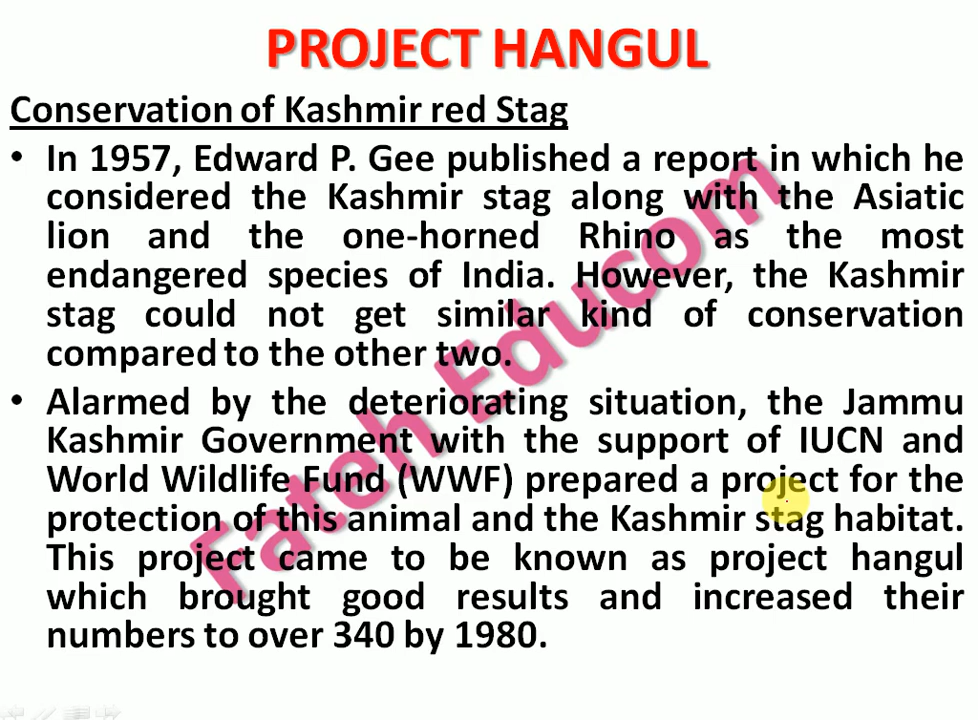 PROJECT HANGUL
Conservation of Kashmir red Stag
• In 1957, Edward P. Gee published a report in which he
considered the Kashmir stag along with the Asiatic
lion and the one-horned Rhino as the most
endangered species of India. However, the Kashmir
stag could not get similar kind of conservation
compared to the other two.
• Alarmed by the deteriorating situation, the Jammu
Kashmir Government with the support of IUCN and
World Wildlife Fund (WWF) prepared a project for the
protection of this animal and the Kashmir stag habitat.
This project came to be known as project hangul
which brought good results and increased their
numbers to over 340 by 1980.
Fateh Educom